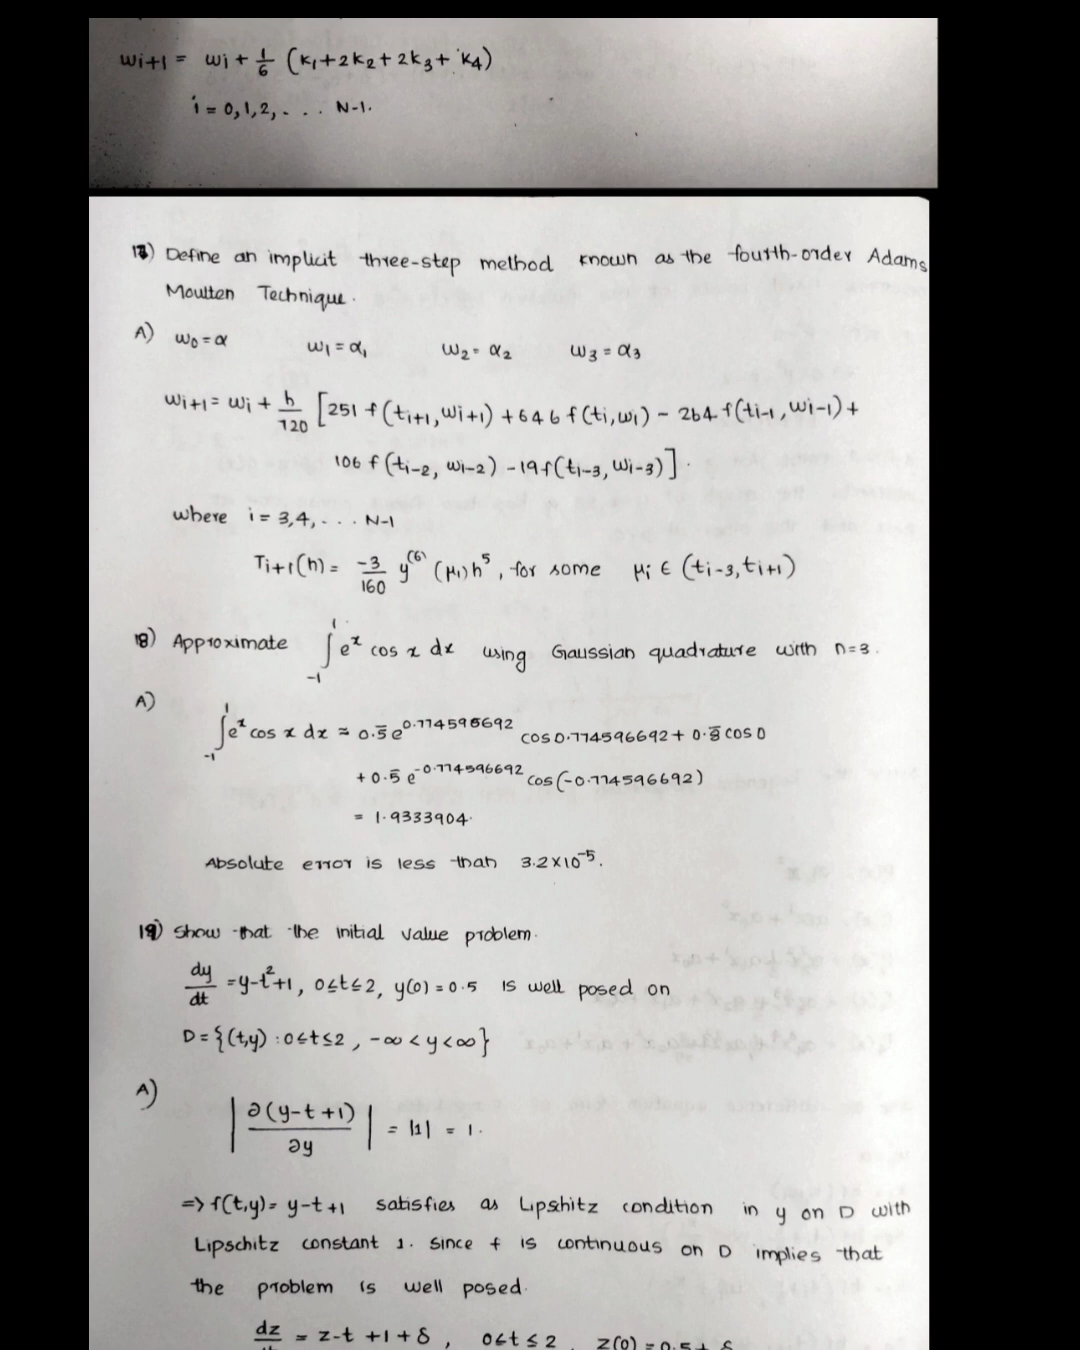 wi+1 = wi + 1/6 (k1+2k2+2k3+k4)
i = 0,1,2, . . . N-1.
17) Define an implicit three-step method known as the fourth-order Adams
Moulten Technique.
A) w0 = α w1 = α1 w2 = α2 w3 = α3
wi+1 = wi + h/720 [251 f(ti+1, wi+1) + 646 f(ti, wi) - 264 f(ti-1, wi-1) +
106 f(ti-2, wi-2) - 19 f(ti-3, wi-3)].
where i = 3,4, . . . N-1
Ti+1(h) = -3/160 y^(6) (μi) h^5, for some μi ∈ (ti-3, ti+1)
18) Approximate ∫_-1^1 e^x cos x dx using Gaussian quadrature with n=3.
A)
∫_-1^1 e^x cos x dx ≈ 0.5̅ e^0.774596692 cos 0.774596692 + 0.8̅ cos 0
+ 0.5̅ e^-0.774596692 cos (-0.774596692)
= 1.9333904.
Absolute error is less than 3.2×10^-5.
19) Show that the initial value problem.
dy/dt = y-t^2+1, 0≤t≤2, y(0) = 0.5 is well posed on
D = {(t,y) : 0≤t≤2, -∞ < y < ∞}
A)
|∂(y-t+1)/∂y| = |1| = 1.
=> f(t,y) = y-t+1 satisfies as Lipshitz condition in y on D with
Lipschitz constant 1. Since f is continuous on D implies that
the problem is well posed.
dz/dt = z-t+1+δ, 0≤t≤2 z(0) = 0.5+